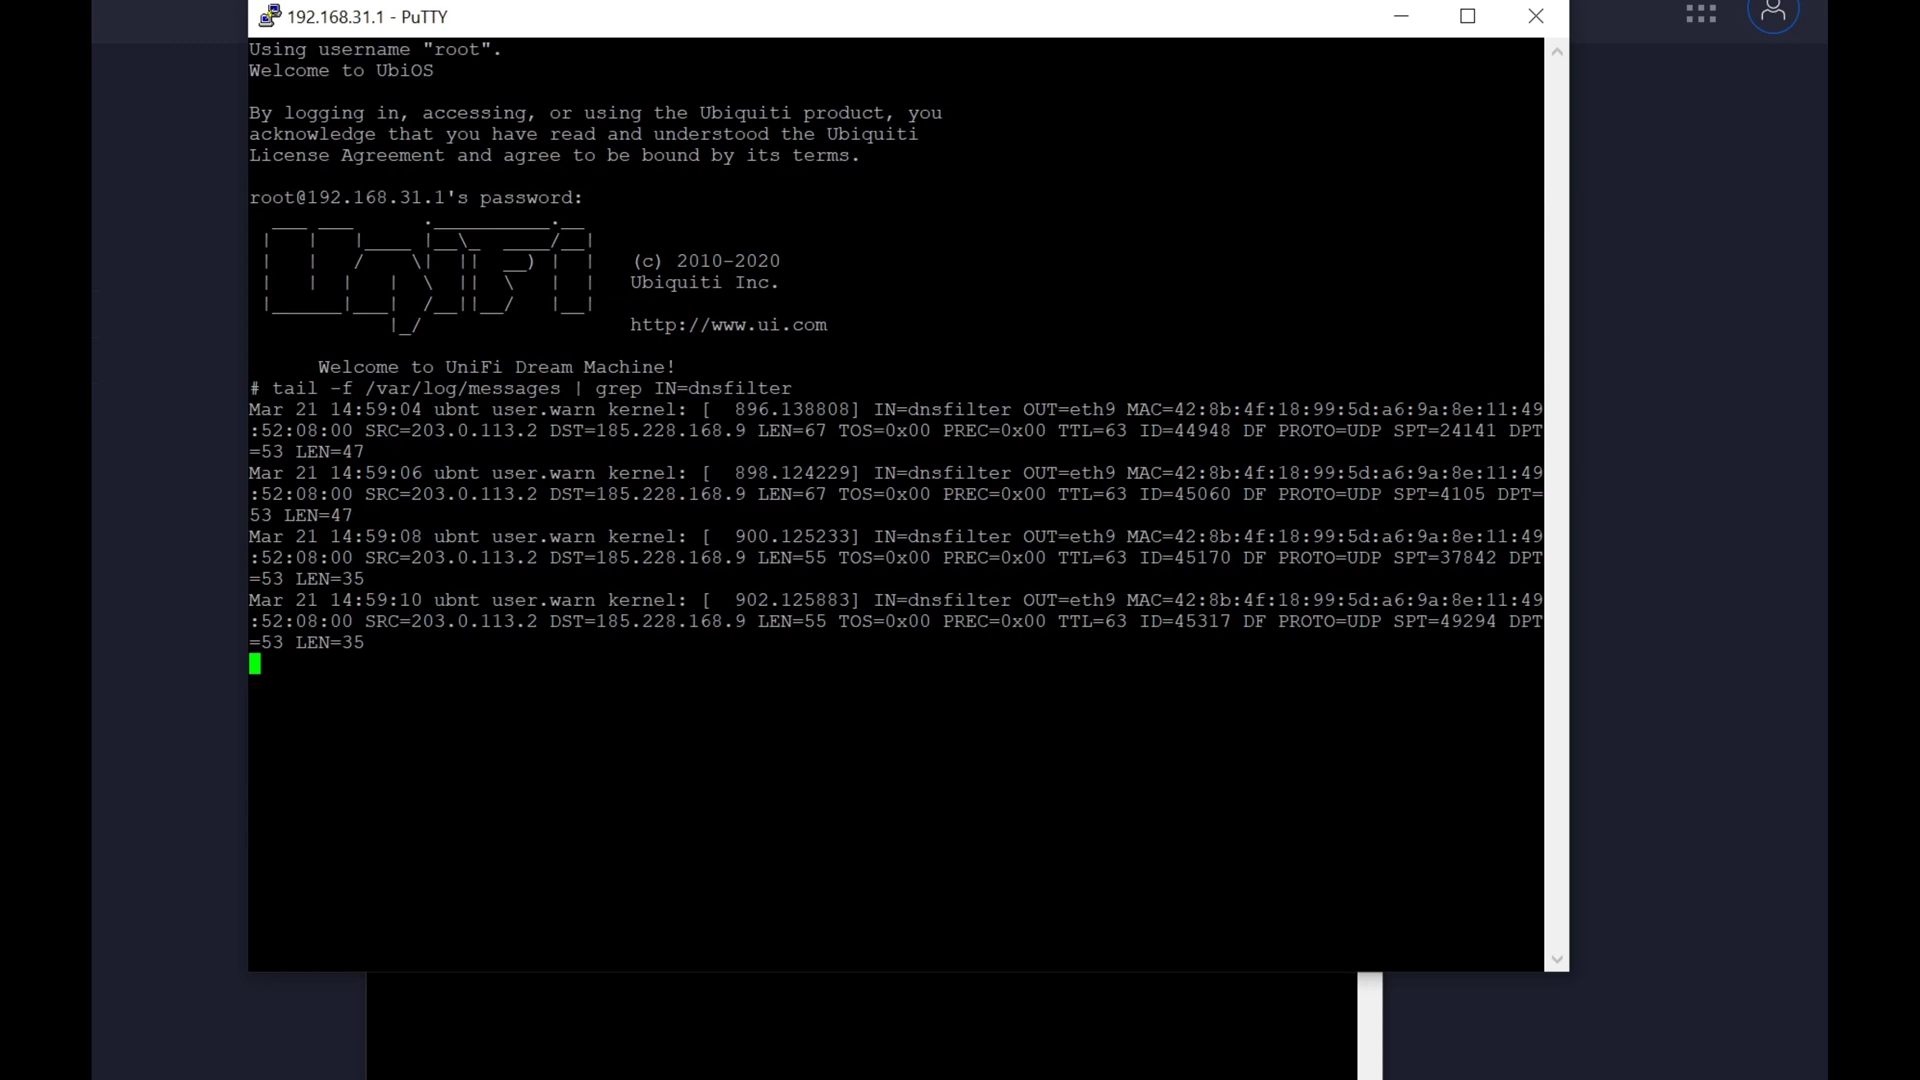 192.168.31.1 - PuTTY
Using username "root".
Welcome to UbiOS
By logging in, accessing, or using the Ubiquiti product, you
acknowledge that you have read and understood the Ubiquiti
License Agreement and agree to be bound by its terms.
root@192.168.31.1's password:
UniFi
(c) 2010-2020
Ubiquiti Inc.
http://www.ui.com
Welcome to UniFi Dream Machine!
# tail -f /var/log/messages | grep IN=dnsfilter
Mar 21 14:59:04 ubnt user.warn kernel: [  896.138808] IN=dnsfilter OUT=eth9 MAC=42:8b:4f:18:99:5d:a6:9a:8e:11:49
:52:08:00 SRC=203.0.113.2 DST=185.228.168.9 LEN=67 TOS=0x00 PREC=0x00 TTL=63 ID=44948 DF PROTO=UDP SPT=24141 DPT
=53 LEN=47
Mar 21 14:59:06 ubnt user.warn kernel: [  898.124229] IN=dnsfilter OUT=eth9 MAC=42:8b:4f:18:99:5d:a6:9a:8e:11:49
:52:08:00 SRC=203.0.113.2 DST=185.228.168.9 LEN=67 TOS=0x00 PREC=0x00 TTL=63 ID=45060 DF PROTO=UDP SPT=4105 DPT=
53 LEN=47
Mar 21 14:59:08 ubnt user.warn kernel: [  900.125233] IN=dnsfilter OUT=eth9 MAC=42:8b:4f:18:99:5d:a6:9a:8e:11:49
:52:08:00 SRC=203.0.113.2 DST=185.228.168.9 LEN=55 TOS=0x00 PREC=0x00 TTL=63 ID=45170 DF PROTO=UDP SPT=37842 DPT
=53 LEN=35
Mar 21 14:59:10 ubnt user.warn kernel: [  902.125883] IN=dnsfilter OUT=eth9 MAC=42:8b:4f:18:99:5d:a6:9a:8e:11:49
:52:08:00 SRC=203.0.113.2 DST=185.228.168.9 LEN=55 TOS=0x00 PREC=0x00 TTL=63 ID=45317 DF PROTO=UDP SPT=49294 DPT
=53 LEN=35